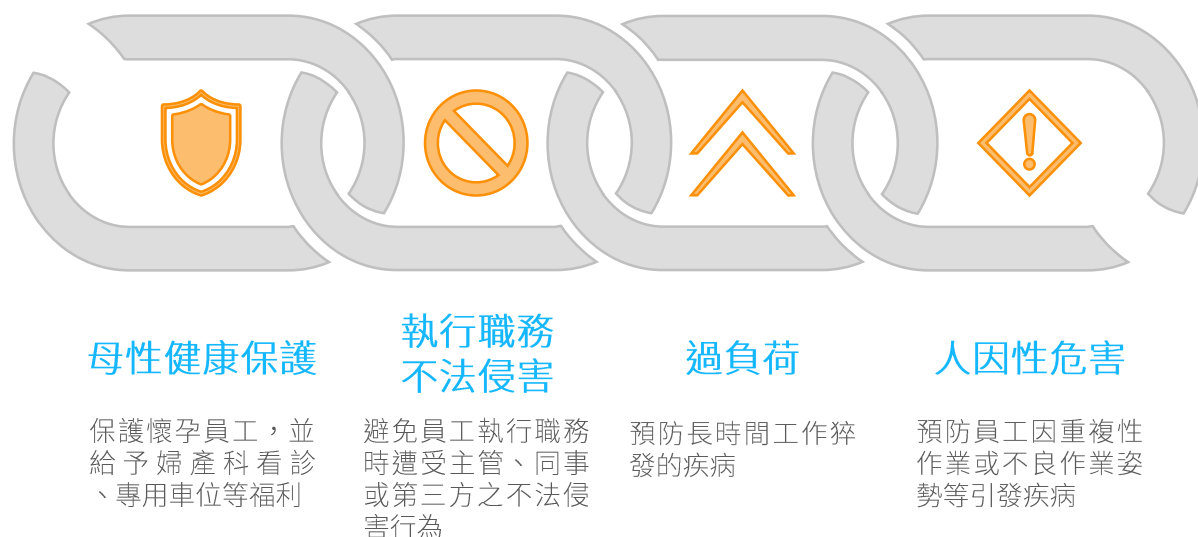 母性健康保護
保護懷孕員工，並
給予婦產科看診
、專用車位等福利
執行職務
不法侵害
避免員工執行職務
時遭受主管、同事
或第三方之不法侵
害行為
過負荷
預防長時間工作猝
發的疾病
人因性危害
預防員工因重複性
作業或不良作業姿
勢等引發疾病